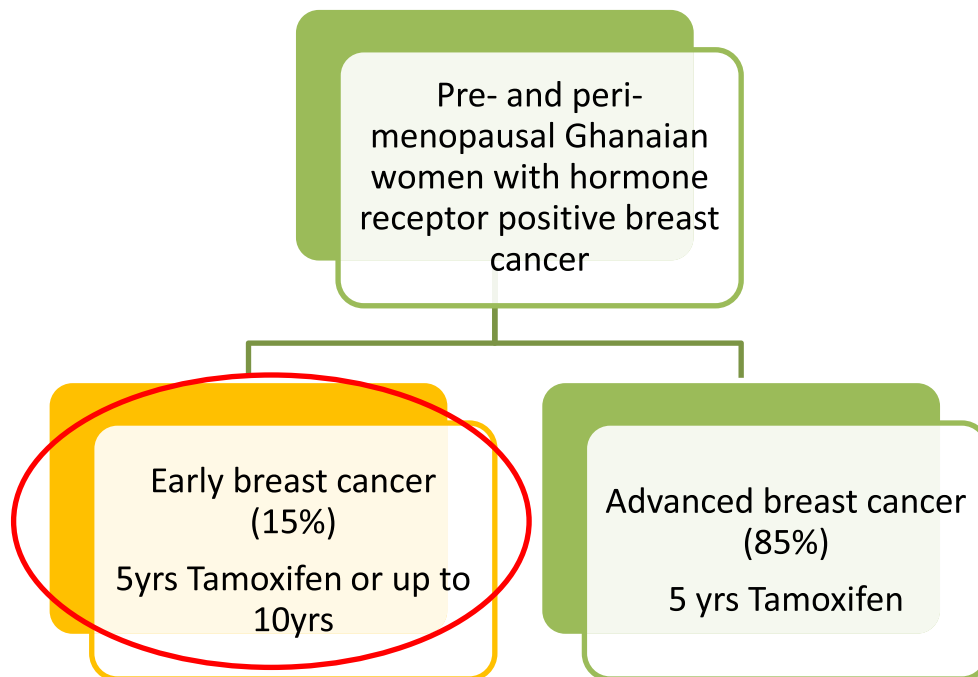 Pre- and peri-
menopausal Ghanaian
women with hormone
receptor positive breast
cancer
Early breast cancer
(15%)
5yrs Tamoxifen or up to
10yrs
Advanced breast cancer
(85%)
5 yrs Tamoxifen